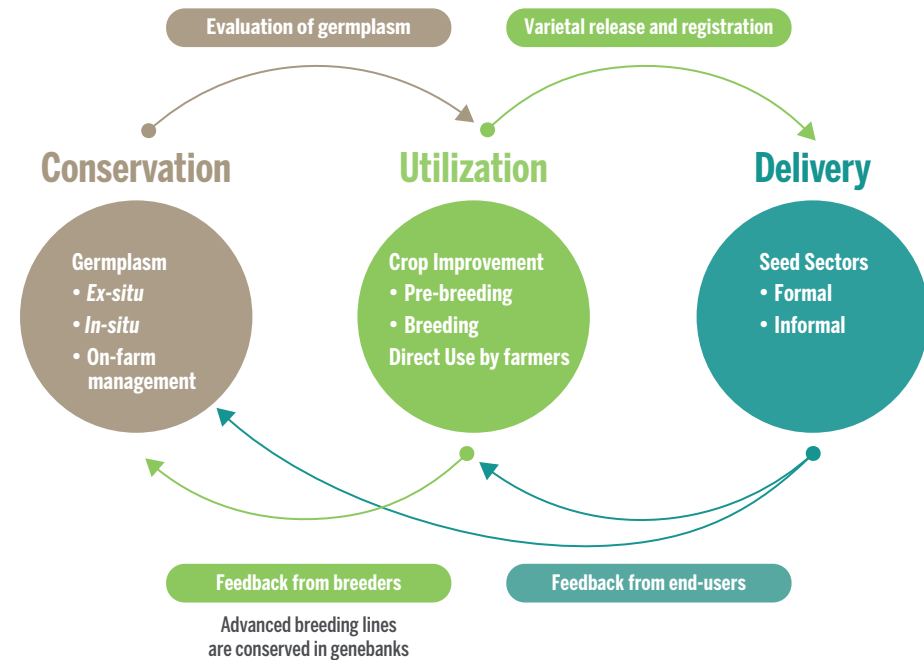 Evaluation of germplasm
Varietal release and registration
Conservation
Utilization
Delivery
Germplasm
• Ex-situ
• In-situ
• On-farm
management
Crop Improvement
• Pre-breeding
• Breeding
Direct Use by farmers
Seed Sectors
• Formal
• Informal
Feedback from breeders
Feedback from end-users
Advanced breeding lines
are conserved in genebanks